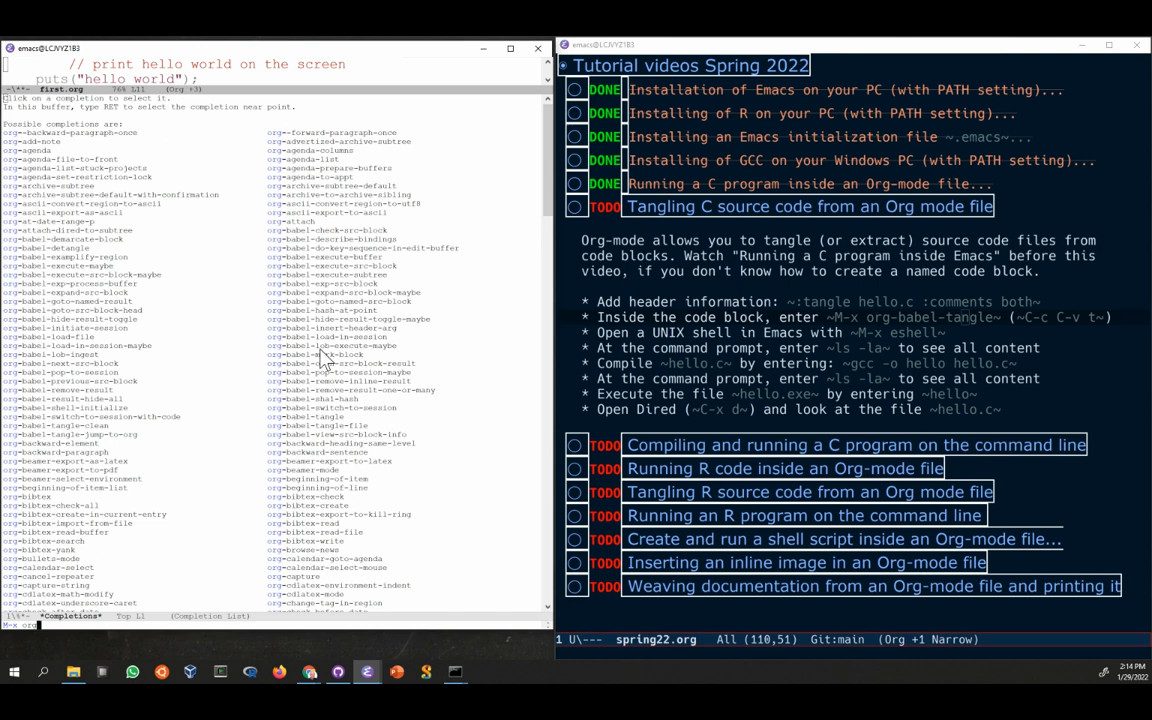 emacs@LCJVYZ1B3
// print hello world on the screen
puts("hello world");
-\**- first.org 76% L11 (Org +3)
Click on a completion to select it.
In this buffer, type RET to select the completion near point.
Possible completions are:
org--backward-paragraph-once org--forward-paragraph-once
org-add-note org-advertized-archive-subtree
org-agenda org-agenda-columns
org-agenda-file-to-front org-agenda-list
org-agenda-list-stuck-projects org-agenda-prepare-buffers
org-agenda-set-restriction-lock org-agenda-to-appt
org-archive-subtree org-archive-subtree-default
org-archive-subtree-default-with-confirmation org-archive-to-archive-sibling
org-ascii-convert-region-to-ascii org-ascii-convert-region-to-utf8
org-ascii-export-as-ascii org-ascii-export-to-ascii
org-at-date-range-p org-attach
org-attach-dired-to-subtree org-babel-check-src-block
org-babel-demarcate-block org-babel-describe-bindings
org-babel-detangle org-babel-do-key-sequence-in-edit-buffer
org-babel-examplify-region org-babel-execute-buffer
org-babel-execute-maybe org-babel-execute-src-block
org-babel-execute-src-block-maybe org-babel-execute-subtree
org-babel-exp-process-buffer org-babel-exp-src-block
org-babel-expand-src-block org-babel-expand-src-block-maybe
org-babel-goto-named-result org-babel-goto-named-src-block
org-babel-goto-src-block-head org-babel-hash-at-point
org-babel-hide-result-toggle org-babel-hide-result-toggle-maybe
org-babel-initiate-session org-babel-insert-header-arg
org-babel-load-file org-babel-load-in-session
org-babel-load-in-session-maybe org-babel-lob-execute-maybe
org-babel-lob-ingest org-babel-mark-block
org-babel-next-src-block org-babel-open-src-block-result
org-babel-pop-to-session org-babel-pop-to-session-maybe
org-babel-previous-src-block org-babel-remove-inline-result
org-babel-remove-result org-babel-remove-result-one-or-many
org-babel-result-hide-all org-babel-sha1-hash
org-babel-shell-initialize org-babel-switch-to-session
org-babel-switch-to-session-with-code org-babel-tangle
org-babel-tangle-clean org-babel-tangle-file
org-babel-tangle-jump-to-org org-babel-view-src-block-info
org-backward-element org-backward-heading-same-level
org-backward-paragraph org-backward-sentence
org-beamer-export-as-latex org-beamer-export-to-latex
org-beamer-export-to-pdf org-beamer-mode
org-beamer-select-environment org-beginning-of-item
org-beginning-of-item-list org-beginning-of-line
org-bibtex org-bibtex-check
org-bibtex-check-all org-bibtex-create
org-bibtex-create-in-current-entry org-bibtex-export-to-kill-ring
org-bibtex-import-from-file org-bibtex-read
org-bibtex-read-buffer org-bibtex-read-file
org-bibtex-search org-bibtex-write
org-bibtex-yank org-browse-news
org-bullets-mode org-calendar-goto-agenda
org-calendar-select org-calendar-select-mouse
org-cancel-repeater org-capture
org-capture-string org-cdlatex-environment-indent
org-cdlatex-math-modify org-cdlatex-mode
org-cdlatex-underscore-caret org-change-tag-in-region
1\%*- *Completions* Top L1 (Completion List)
M-x org
emacs@LCJVYZ1B3
Tutorial videos Spring 2022
DONE Installation of Emacs on your PC (with PATH setting)...
DONE Installing of R on your PC (with PATH setting)...
DONE Installing an Emacs initialization file ~.emacs~...
DONE Installing of GCC on your Windows PC (with PATH setting)...
DONE Running a C program inside an Org-mode file...
TODO Tangling C source code from an Org mode file
Org-mode allows you to tangle (or extract) source code files from
code blocks. Watch "Running a C program inside Emacs" before this
video, if you don't know how to create a named code block.
* Add header information: ~:tangle hello.c :comments both~
* Inside the code block, enter ~M-x org-babel-tangle~ (~C-c C-v t~)
* Open a UNIX shell in Emacs with ~M-x eshell~
* At the command prompt, enter ~ls -la~ to see all content
* Compile ~hello.c~ by entering: ~gcc -o hello hello.c~
* At the command prompt, enter ~ls -la~ to see all content
* Execute the file ~hello.exe~ by entering ~hello~
* Open Dired (~C-x d~) and look at the file ~hello.c~
TODO Compiling and running a C program on the command line
TODO Running R code inside an Org-mode file
TODO Tangling R source code from an Org mode file
TODO Running an R program on the command line
TODO Create and run a shell script inside an Org-mode file...
TODO Inserting an inline image in an Org-mode file
TODO Weaving documentation from an Org-mode file and printing it
1 U\--- spring22.org All (110,51) Git:main (Org +1 Narrow)
2:14 PM
1/29/2022